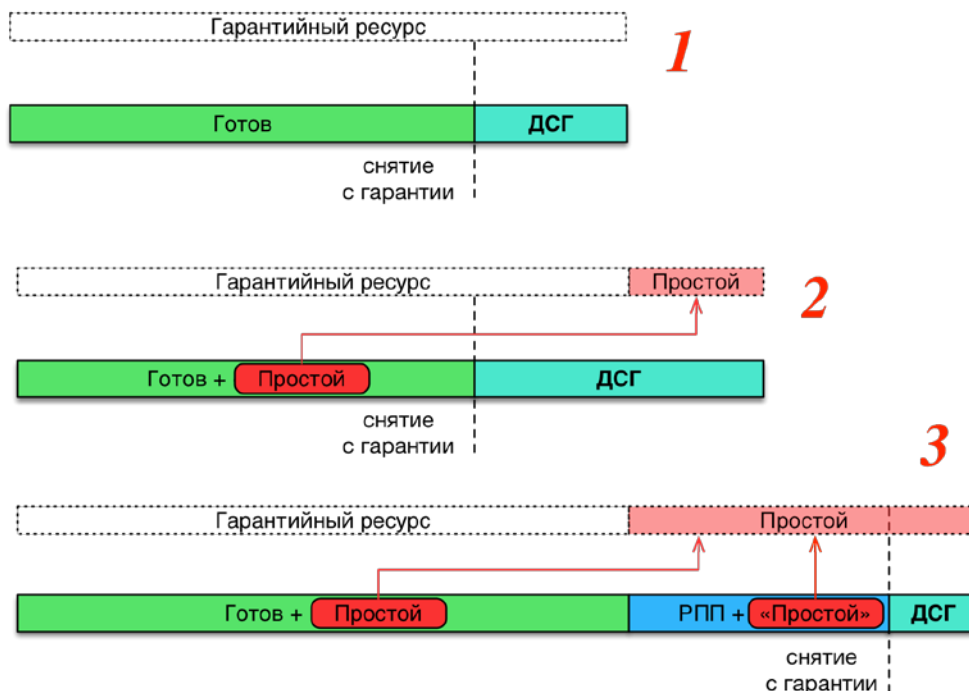 Гарантийный ресурс
1
Готов
ДСГ
снятие
с гарантии
Гарантийный ресурс
Простой
2
Готов + Простой
ДСГ
снятие
с гарантии
3
Гарантийный ресурс
Простой
Готов + Простой
РПП + «Простой»
ДСГ
снятие
с гарантии